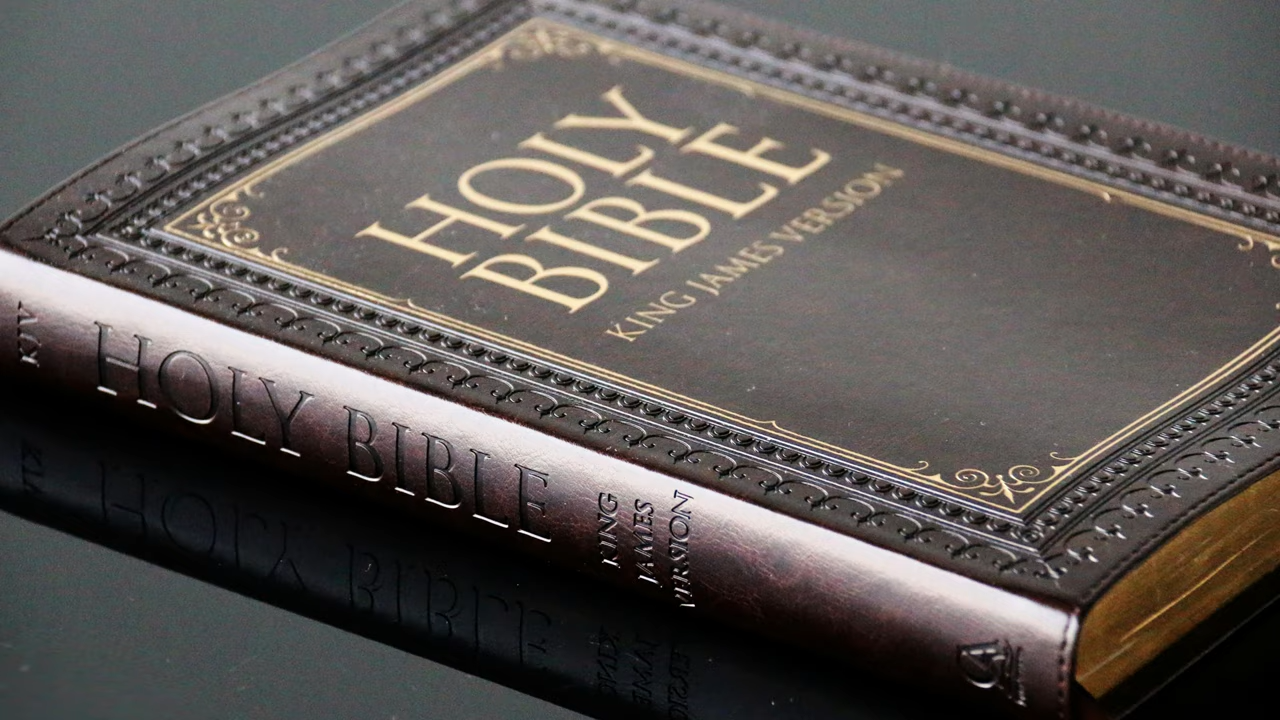 HOLY
BIBLE
KING JAMES VERSION
KJV
HOLY BIBLE
KING
JAMES
VERSION